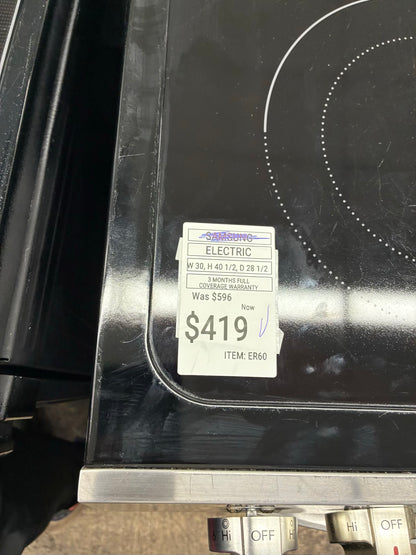 SAMSUNG
ELECTRIC
W 30, H 40 1/2, D 28 1/2
3 MONTHS FULL
COVERAGE WARRANTY
Was $596
Now
$419
ITEM: ER60
Hi OFF Hi OFF